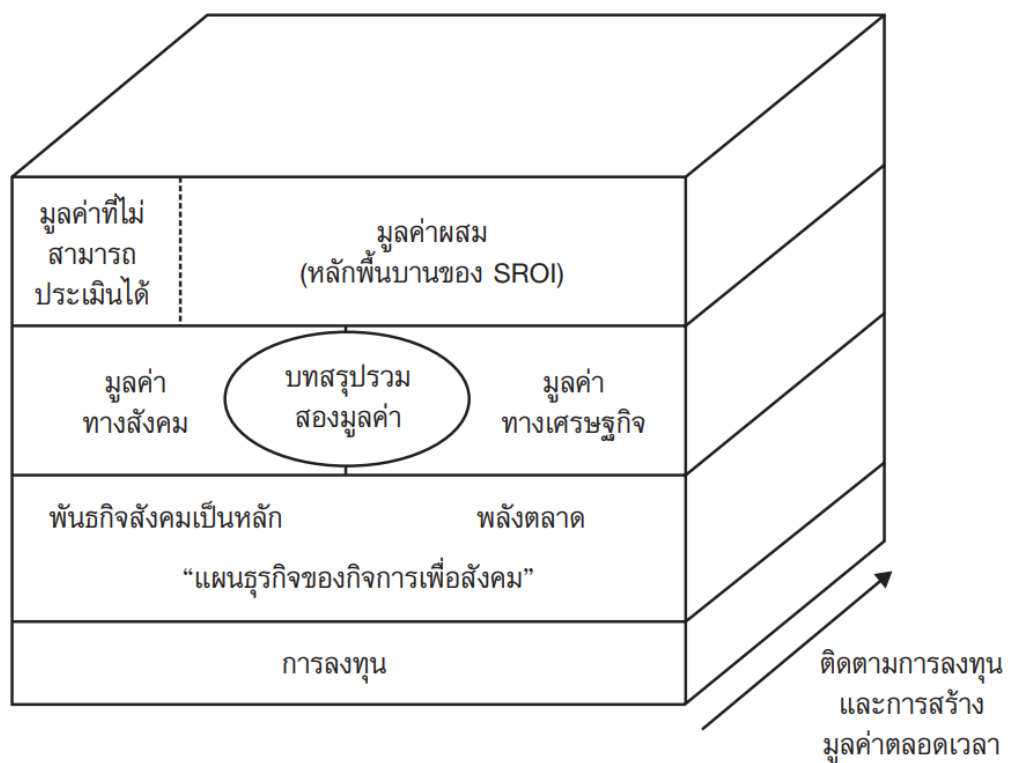 มูลค่าที่ไม่
สามารถ
ประเมินได้
มูลค่าผสม
(หลักพื้นบานของ SROI)
มูลค่า
ทางสังคม
บทสรุปรวม
สองมูลค่า
มูลค่า
ทางเศรษฐกิจ
พันธกิจสังคมเป็นหลัก
พลังตลาด
“แผนธุรกิจของกิจการเพื่อสังคม”
การลงทุน
ติดตามการลงทุน
และการสร้าง
มูลค่าตลอดเวลา